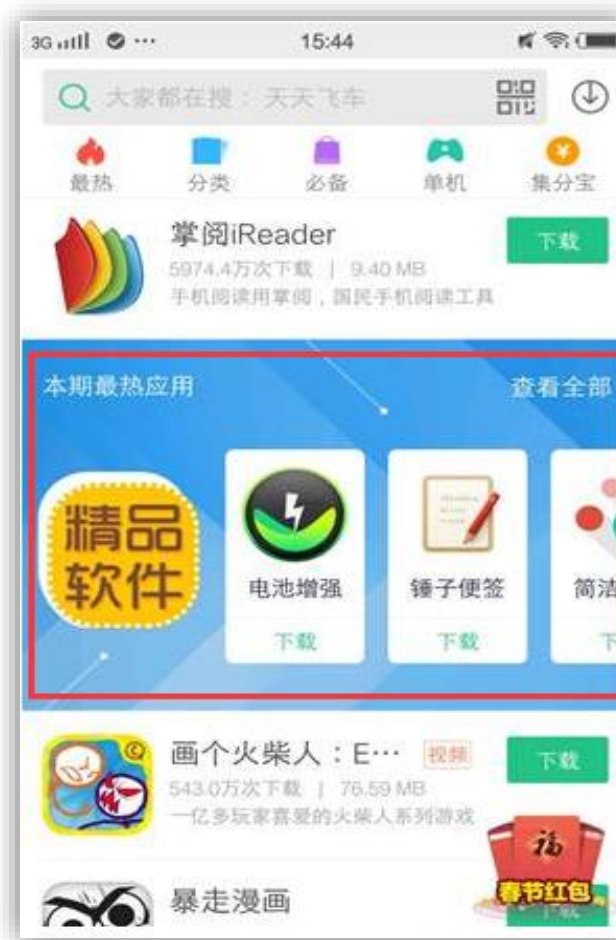 3G 15:44
大家都在搜：天天飞车
最热 分类 必备 单机 集分宝
掌阅iReader
下载
5974.4万次下载 | 9.40 MB
手机阅读用掌阅，国民手机阅读工具
本期最热应用 查看全部
精品
软件
电池增强 锤子便签 简洁
下载 下载 下
画个火柴人：E… 视频
下载
543.0万次下载 | 76.59 MB
一亿多玩家喜爱的火柴人系列游戏
福
春节红包
暴走漫画